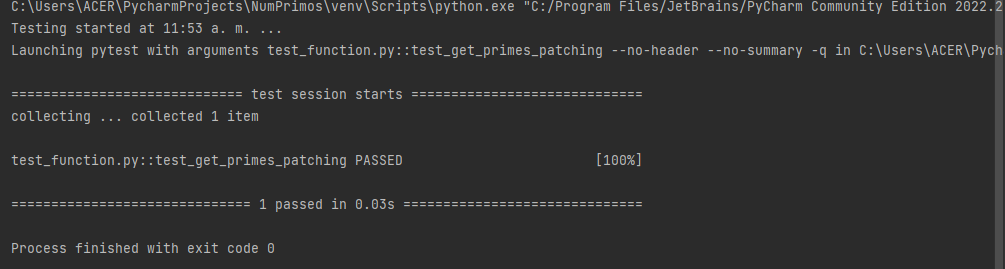 C:\Users\ACER\PycharmProjects\NumPrimos\venv\Scripts\python.exe "C:/Program Files/JetBrains/PyCharm Community Edition 2022.2
Testing started at 11:53 a. m. ...
Launching pytest with arguments test_function.py::test_get_primes_patching --no-header --no-summary -q in C:\Users\ACER\Pych
============================= test session starts =============================
collecting ... collected 1 item
test_function.py::test_get_primes_patching PASSED [100%]
============================== 1 passed in 0.03s ==============================
Process finished with exit code 0